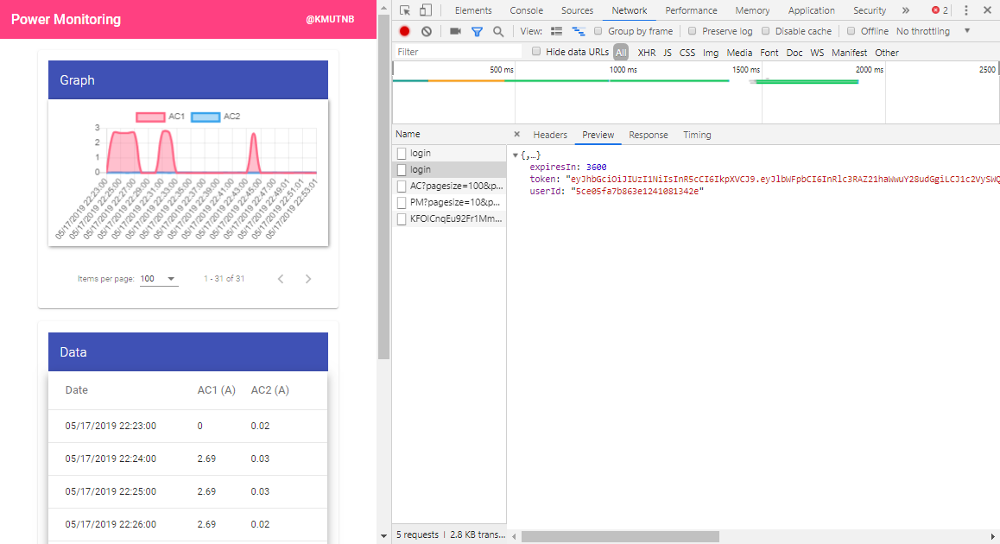 Power Monitoring
@KMUTNB
Graph
AC1 AC2
3
2
1
0
05/17/2019 22:23:00
05/17/2019 22:25:00
05/17/2019 22:27:00
05/17/2019 22:29:00
05/17/2019 22:31:00
05/17/2019 22:33:00
05/17/2019 22:35:00
05/17/2019 22:37:00
05/17/2019 22:39:00
05/17/2019 22:41:00
05/17/2019 22:43:00
05/17/2019 22:45:00
05/17/2019 22:47:00
05/17/2019 22:49:01
05/17/2019 22:51:01
05/17/2019 22:53:01
Items per page: 100 1 - 31 of 31
Data
Date AC1 (A) AC2 (A)
05/17/2019 22:23:00 0 0.02
05/17/2019 22:24:00 2.69 0.03
05/17/2019 22:25:00 2.69 0.03
05/17/2019 22:26:00 2.69 0.02
Elements Console Sources Network Performance Memory Application Security » 2
View: Group by frame Preserve log Disable cache Offline No throttling
Filter Hide data URLs All XHR JS CSS Img Media Font Doc WS Manifest Other
500 ms 1000 ms 1500 ms 2000 ms 2500
Name
login
login
AC?pagesize=100&p...
PM?pagesize=10&p...
KFOlCnqEu92Fr1Mm...
Headers Preview Response Timing
{,…}
expiresIn: 3600
token: "eyJhbGciOiJIUzI1NiIsInR5cCI6IkpXVCJ9.eyJlbWFpbCI6InRlc3RAZ21haWwuY28udGgiLCJ1c2VySWQ
userId: "5ce05fa7b863e1241081342e"
5 requests | 2.8 KB trans...